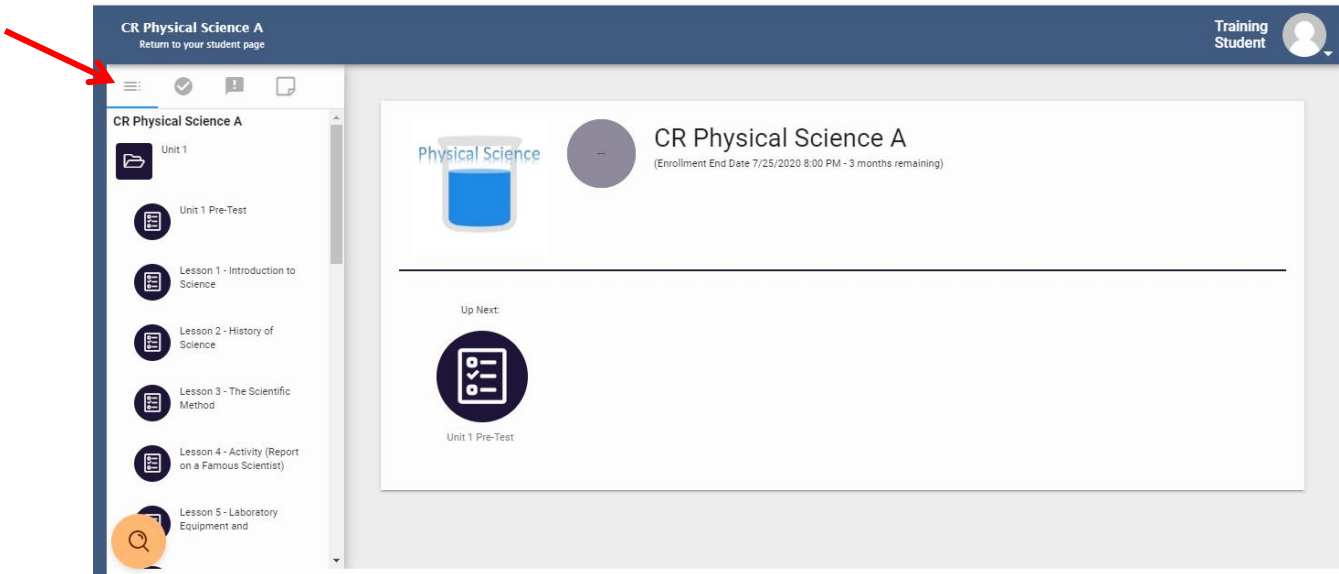 CR Physical Science A
Return to your student page
Training
Student
CR Physical Science A
Unit 1
Unit 1 Pre-Test
Lesson 1 - Introduction to
Science
Lesson 2 - History of
Science
Lesson 3 - The Scientific
Method
Lesson 4 - Activity (Report
on a Famous Scientist)
Lesson 5 - Laboratory
Equipment and
Physical Science
--
CR Physical Science A
(Enrollment End Date 7/25/2020 8:00 PM - 3 months remaining)
Up Next:
Unit 1 Pre-Test